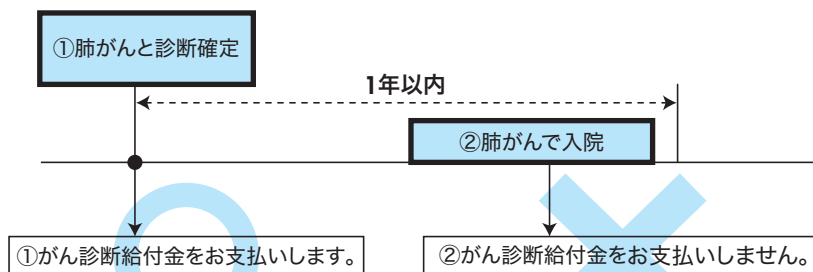 ①肺がんと診断確定
1年以内
②肺がんで入院
①がん診断給付金をお支払いします。
②がん診断給付金をお支払いしません。